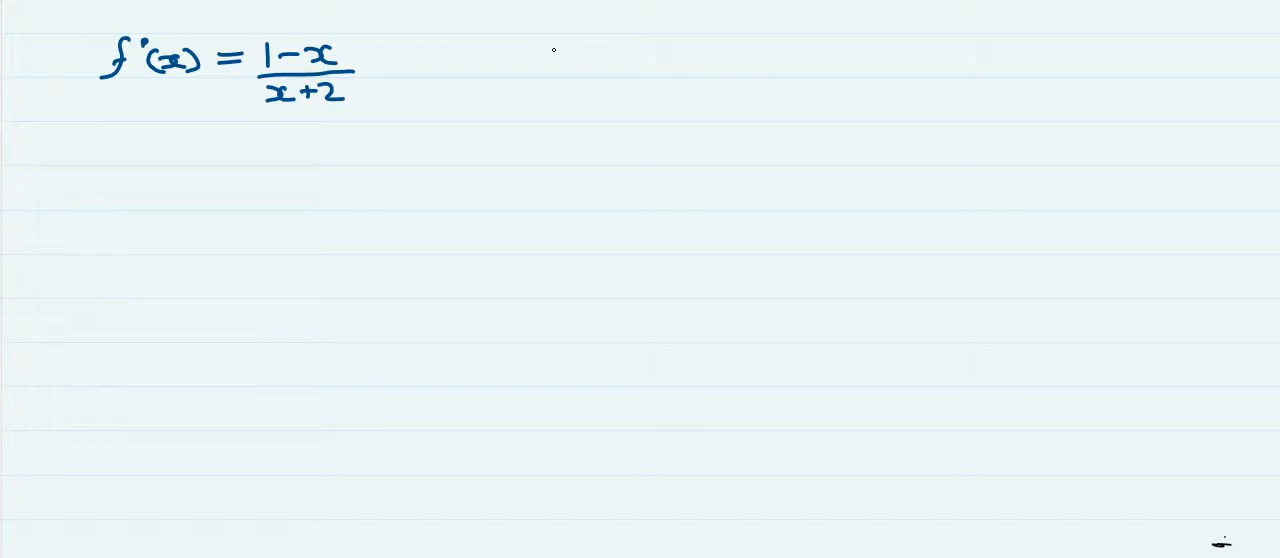 f'(x) = (1-x)/(x+2)